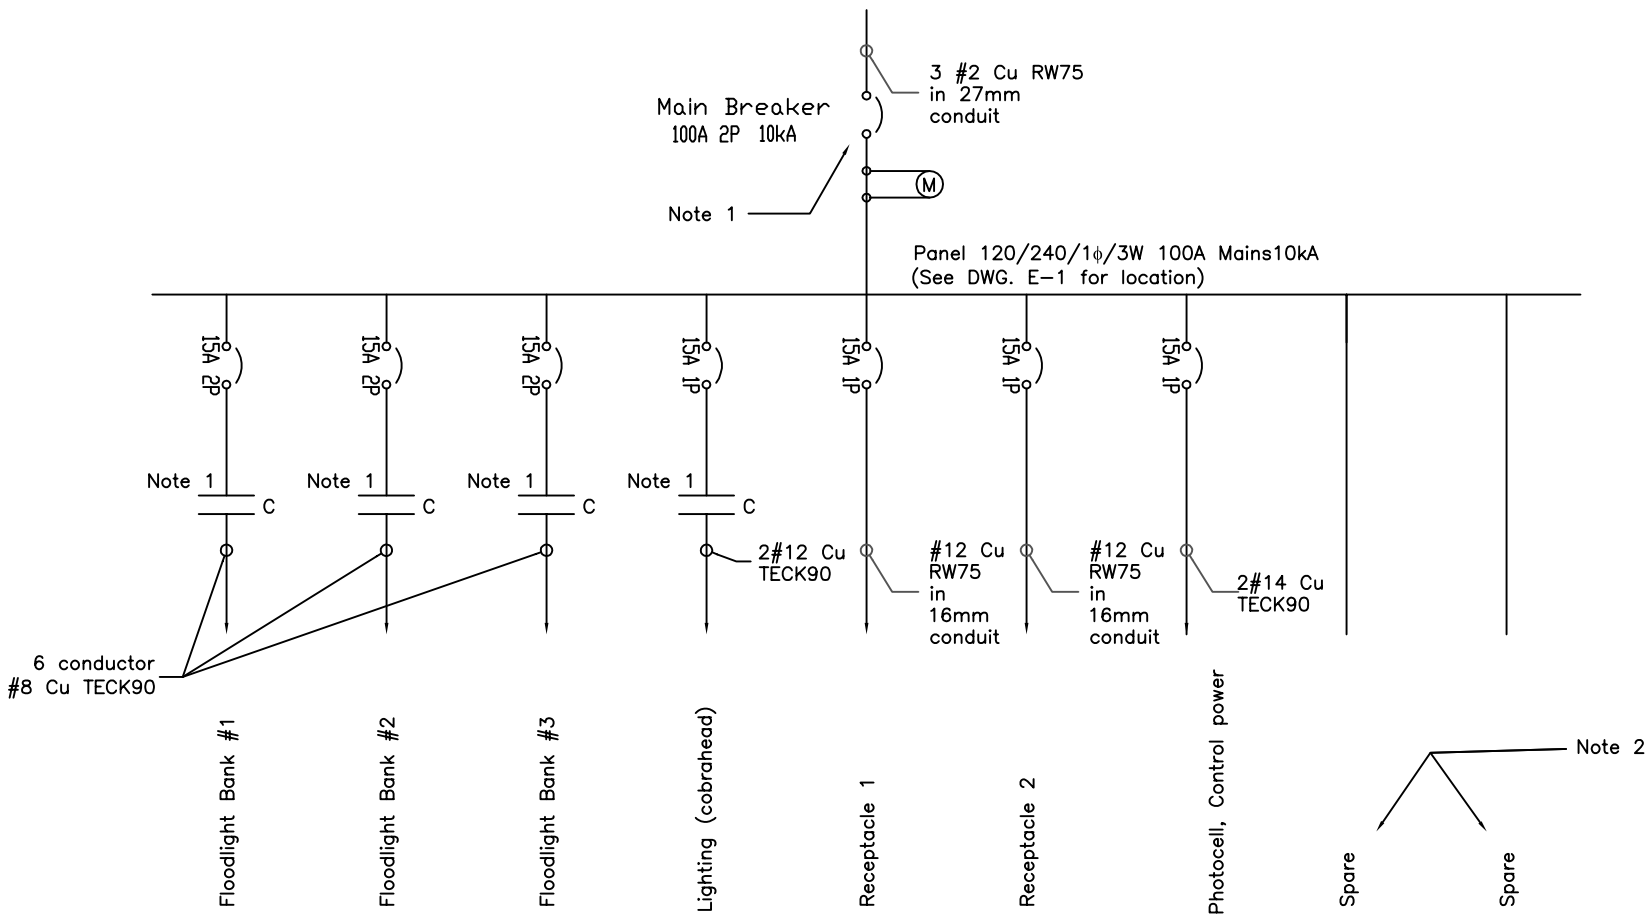 3 #2 Cu RW75
in 27mm
conduit
Main Breaker
100A 2P 10kA
M
Note 1
Panel 120/240/1ϕ/3W 100A Mains10kA
(See DWG. E-1 for location)
15A 2P
15A 2P
15A 2P
15A 1P
15A 1P
15A 1P
15A 1P
Note 1
C
Note 1
C
Note 1
C
Note 1
C
2#12 Cu
TECK90
#12 Cu
RW75
in
16mm
conduit
#12 Cu
RW75
in
16mm
conduit
2#14 Cu
TECK90
6 conductor
#8 Cu TECK90
Floodlight Bank #1
Floodlight Bank #2
Floodlight Bank #3
Lighting (cobrahead)
Receptacle 1
Receptacle 2
Photocell, Control power
Spare
Spare
Note 2